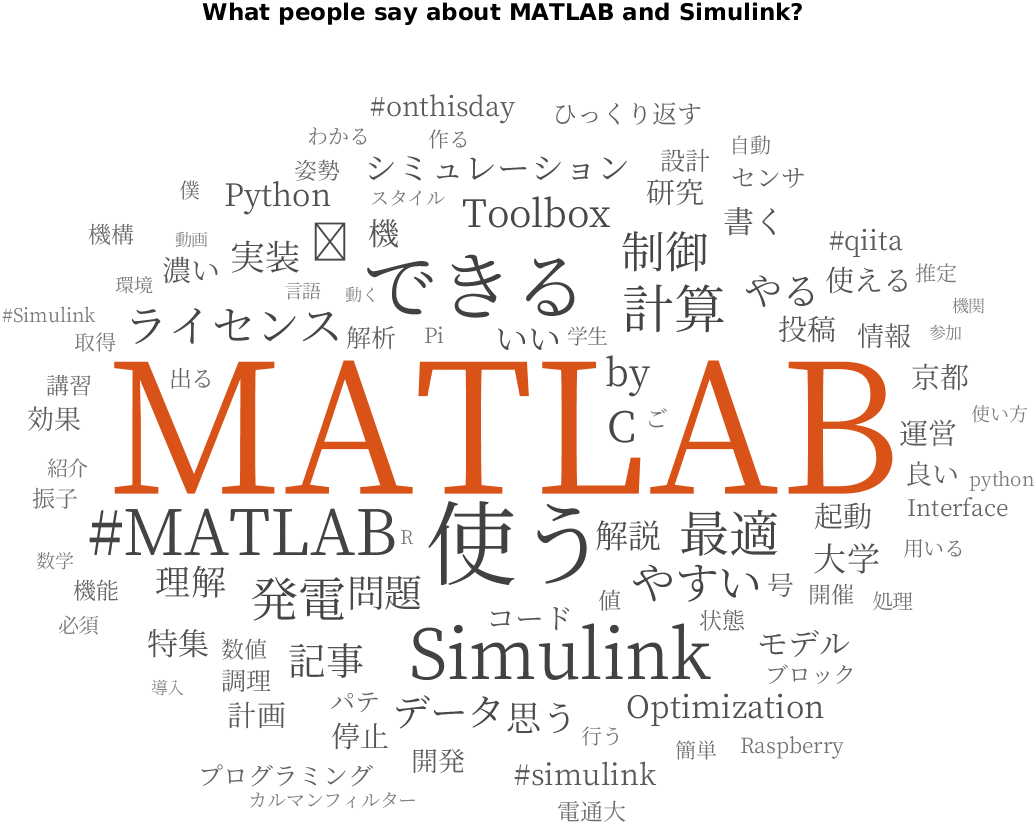 What people say about MATLAB and Simulink?
#onthisday
ひっくり返す
わかる
作る
自動
姿勢
シミュレーション
設計
センサ
僕
Python
スタイル
研究
Toolbox
書く
機構
動画
実装
機
制御
#qiita
濃い
できる
使える
推定
環境
言語
動く
計算
やる
機関
#Simulink
ライセンス
解析
Pi
いい
学生
投稿
情報
参加
取得
講習
出る
by
京都
効果
MATLAB
C
ご
使い方
運営
紹介
良い
python
振子
Interface
#MATLAB
R
使う
解説
最適
起動
数学
大学
用いる
機能
理解
発電
問題
やすい
号
開催
処理
値
必須
コード
状態
特集
数値
記事
Simulink
モデル
調理
ブロック
導入
計画
パテ
データ
思う
Optimization
停止
行う
簡単
Raspberry
開発
プログラミング
#simulink
カルマンフィルター
電通大